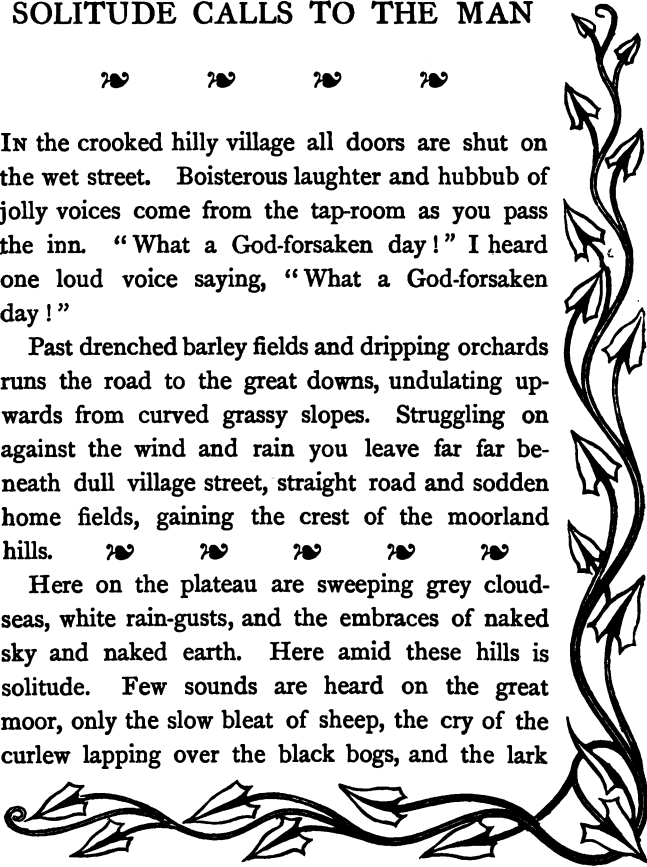 SOLITUDE CALLS TO THE MAN
IN the crooked hilly village all doors are shut on
the wet street. Boisterous laughter and hubbub of
jolly voices come from the tap-room as you pass
the inn. “What a God-forsaken day!” I heard
one loud voice saying, “What a God-forsaken
day!”
Past drenched barley fields and dripping orchards
runs the road to the great downs, undulating up-
wards from curved grassy slopes. Struggling on
against the wind and rain you leave far far be-
neath dull village street, straight road and sodden
home fields, gaining the crest of the moorland
hills.
Here on the plateau are sweeping grey cloud-
seas, white rain-gusts, and the embraces of naked
sky and naked earth. Here amid these hills is
solitude. Few sounds are heard on the great
moor, only the slow bleat of sheep, the cry of the
curlew lapping over the black bogs, and the lark